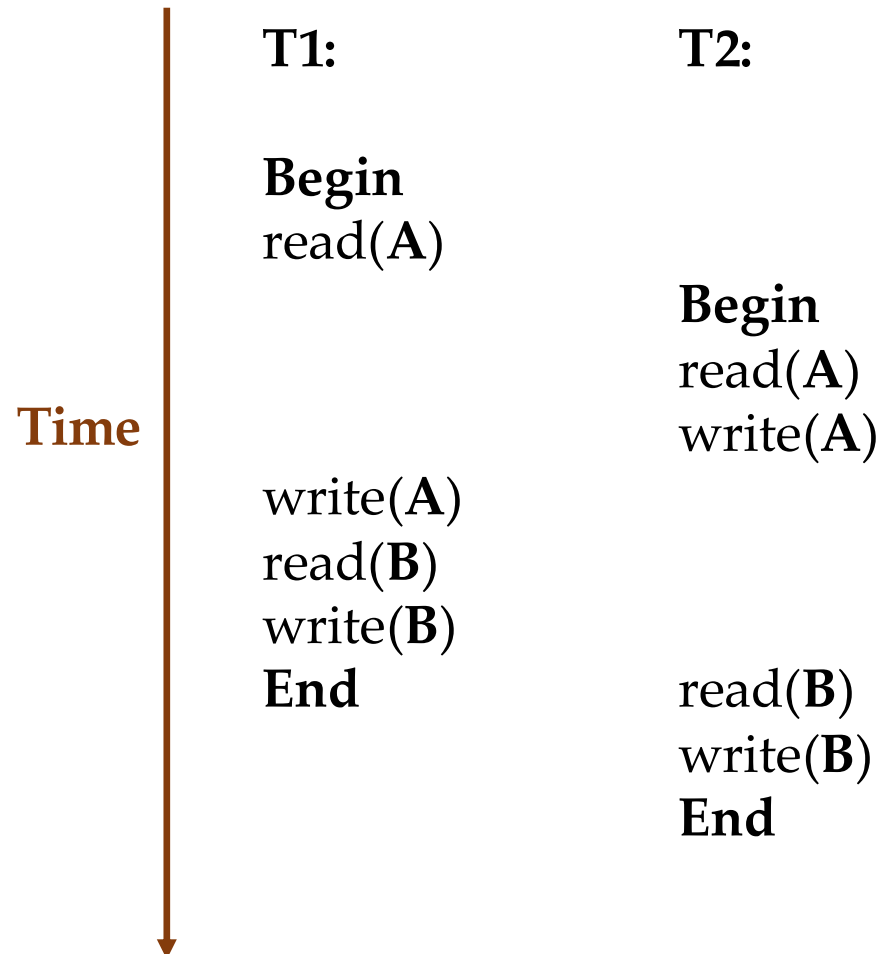 T1: T2:
Begin
read(A)
Begin
read(A)
Time
write(A)
write(A)
read(B)
write(B)
End read(B)
write(B)
End